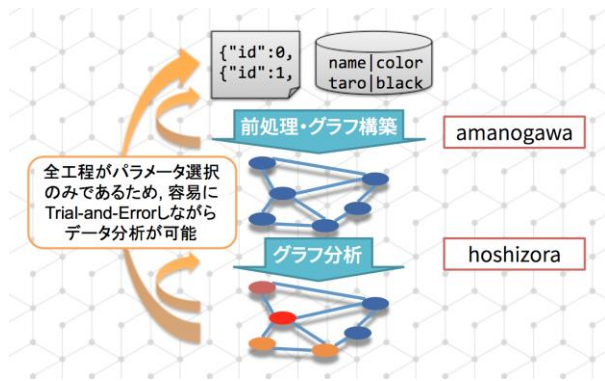 {"id":0,
{"id":1,
name|color
taro|black
前処理・グラフ構築
amanogawa
全工程がパラメータ選択
のみであるため, 容易に
Trial-and-Errorしながら
データ分析が可能
グラフ分析
hoshizora